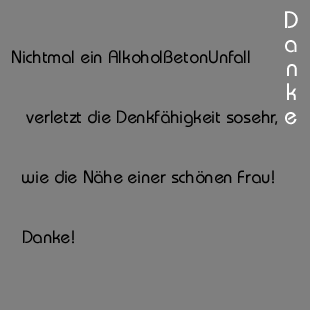 Nichtmal ein AlkoholBetonUnfall
verletzt die Denkfähigkeit sosehr,
wie die Nähe einer schönen Frau!
Danke!
Danke